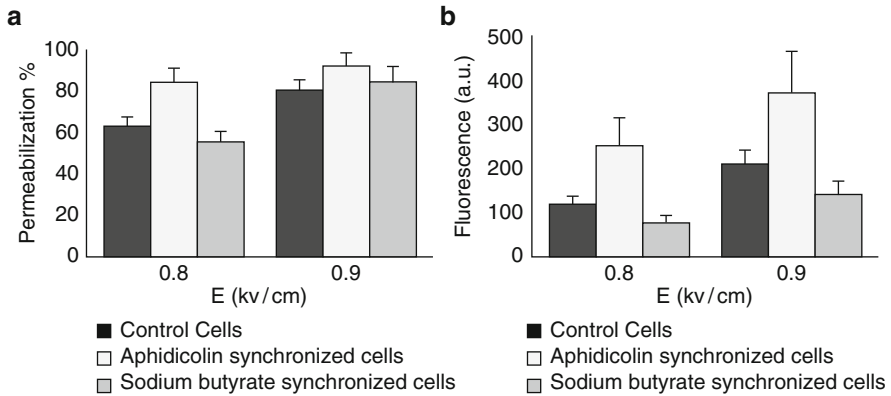 a
100
80
60
40
20
0
Permeabilization %
0.8 0.9
E (kv/cm)
Control Cells
Aphidicolin synchronized cells
Sodium butyrate synchronized cells
b
500
400
300
200
100
0
Fluorescence (a.u.)
0.8 0.9
E (kv/cm)
Control Cells
Aphidicolin synchronized cells
Sodium butyrate synchronized cells